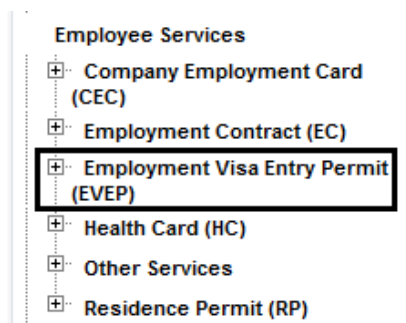 Employee Services
Company Employment Card
(CEC)
Employment Contract (EC)
Employment Visa Entry Permit
(EVEP)
Health Card (HC)
Other Services
Residence Permit (RP)